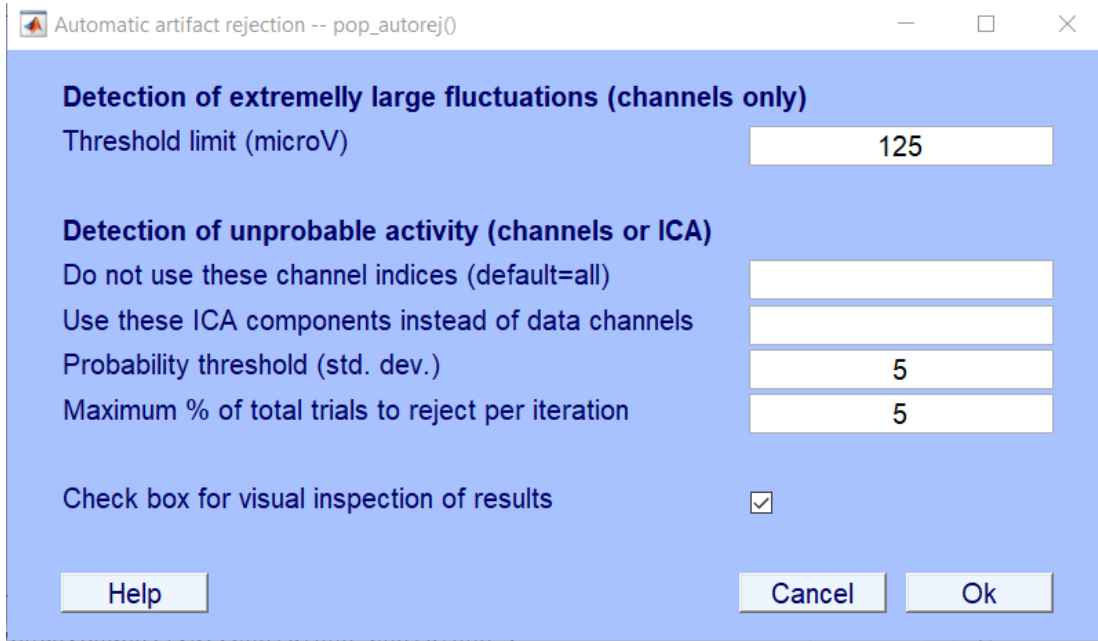 Automatic artifact rejection -- pop_autorej()
Detection of extremelly large fluctuations (channels only)
Threshold limit (microV) 125
Detection of unprobable activity (channels or ICA)
Do not use these channel indices (default=all)
Use these ICA components instead of data channels
Probability threshold (std. dev.) 5
Maximum % of total trials to reject per iteration 5
Check box for visual inspection of results
Help Cancel Ok